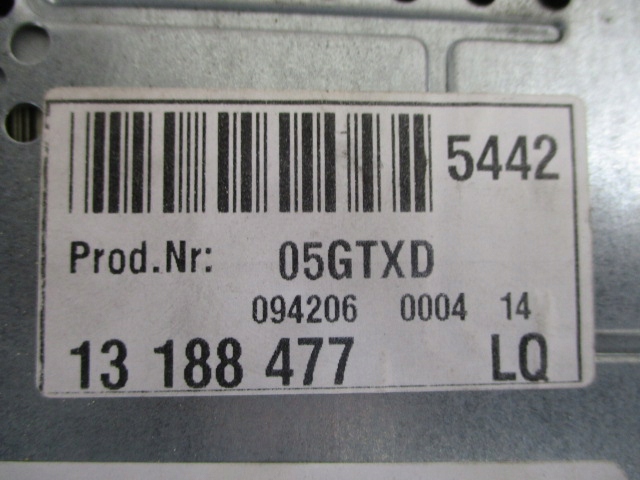 5442
Prod.Nr: 05GTXD
094206 0004 14
13 188 477 LQ